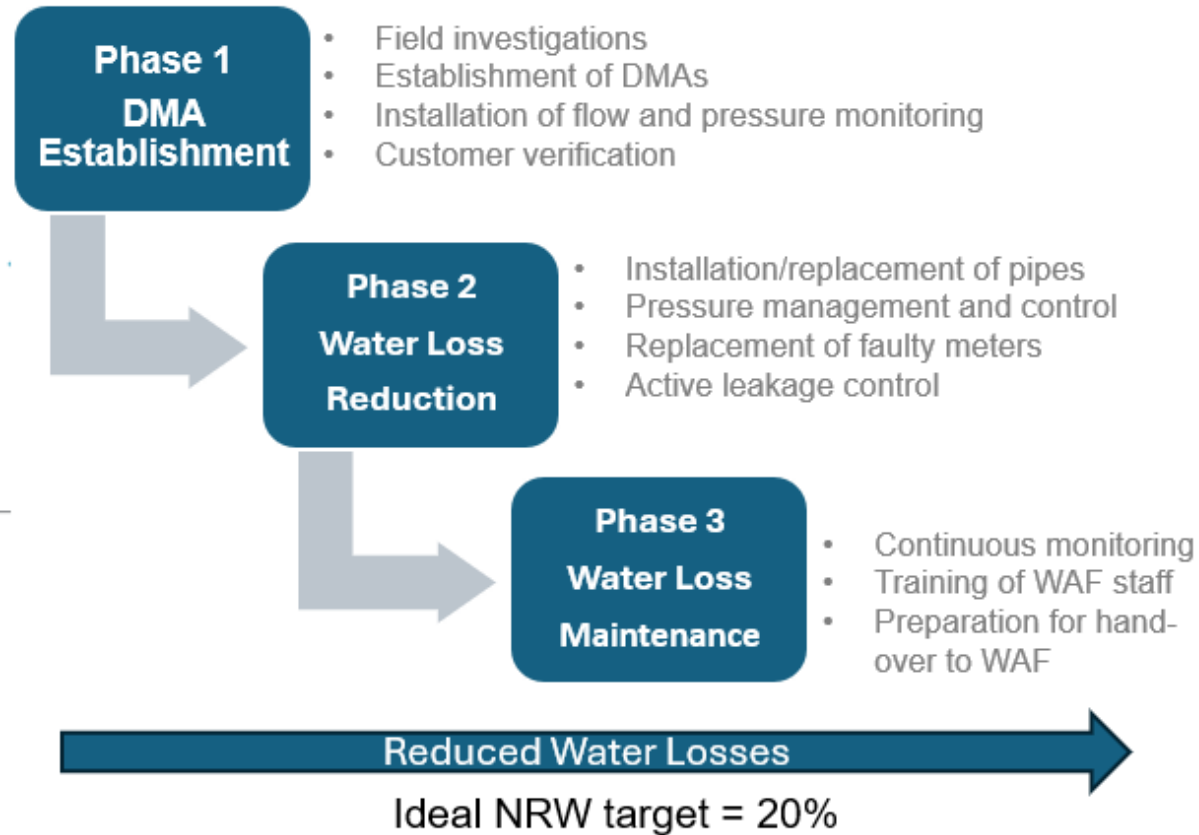 Phase 1
DMA
Establishment
• Field investigations
• Establishment of DMAs
• Installation of flow and pressure monitoring
• Customer verification
Phase 2
Water Loss
Reduction
• Installation/replacement of pipes
• Pressure management and control
• Replacement of faulty meters
• Active leakage control
Phase 3
Water Loss
Maintenance
• Continuous monitoring
• Training of WAF staff
• Preparation for hand-
over to WAF
Reduced Water Losses
Ideal NRW target = 20%